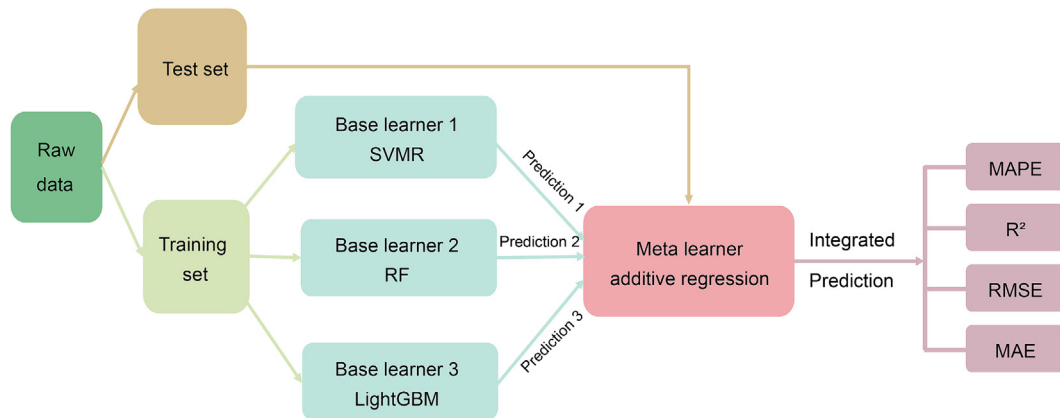 Raw
data
Test set
Training
set
Base learner 1
SVMR
Base learner 2
RF
Base learner 3
LightGBM
Prediction 1
Prediction 2
Prediction 3
Meta learner
additive regression
Integrated
Prediction
MAPE
R²
RMSE
MAE